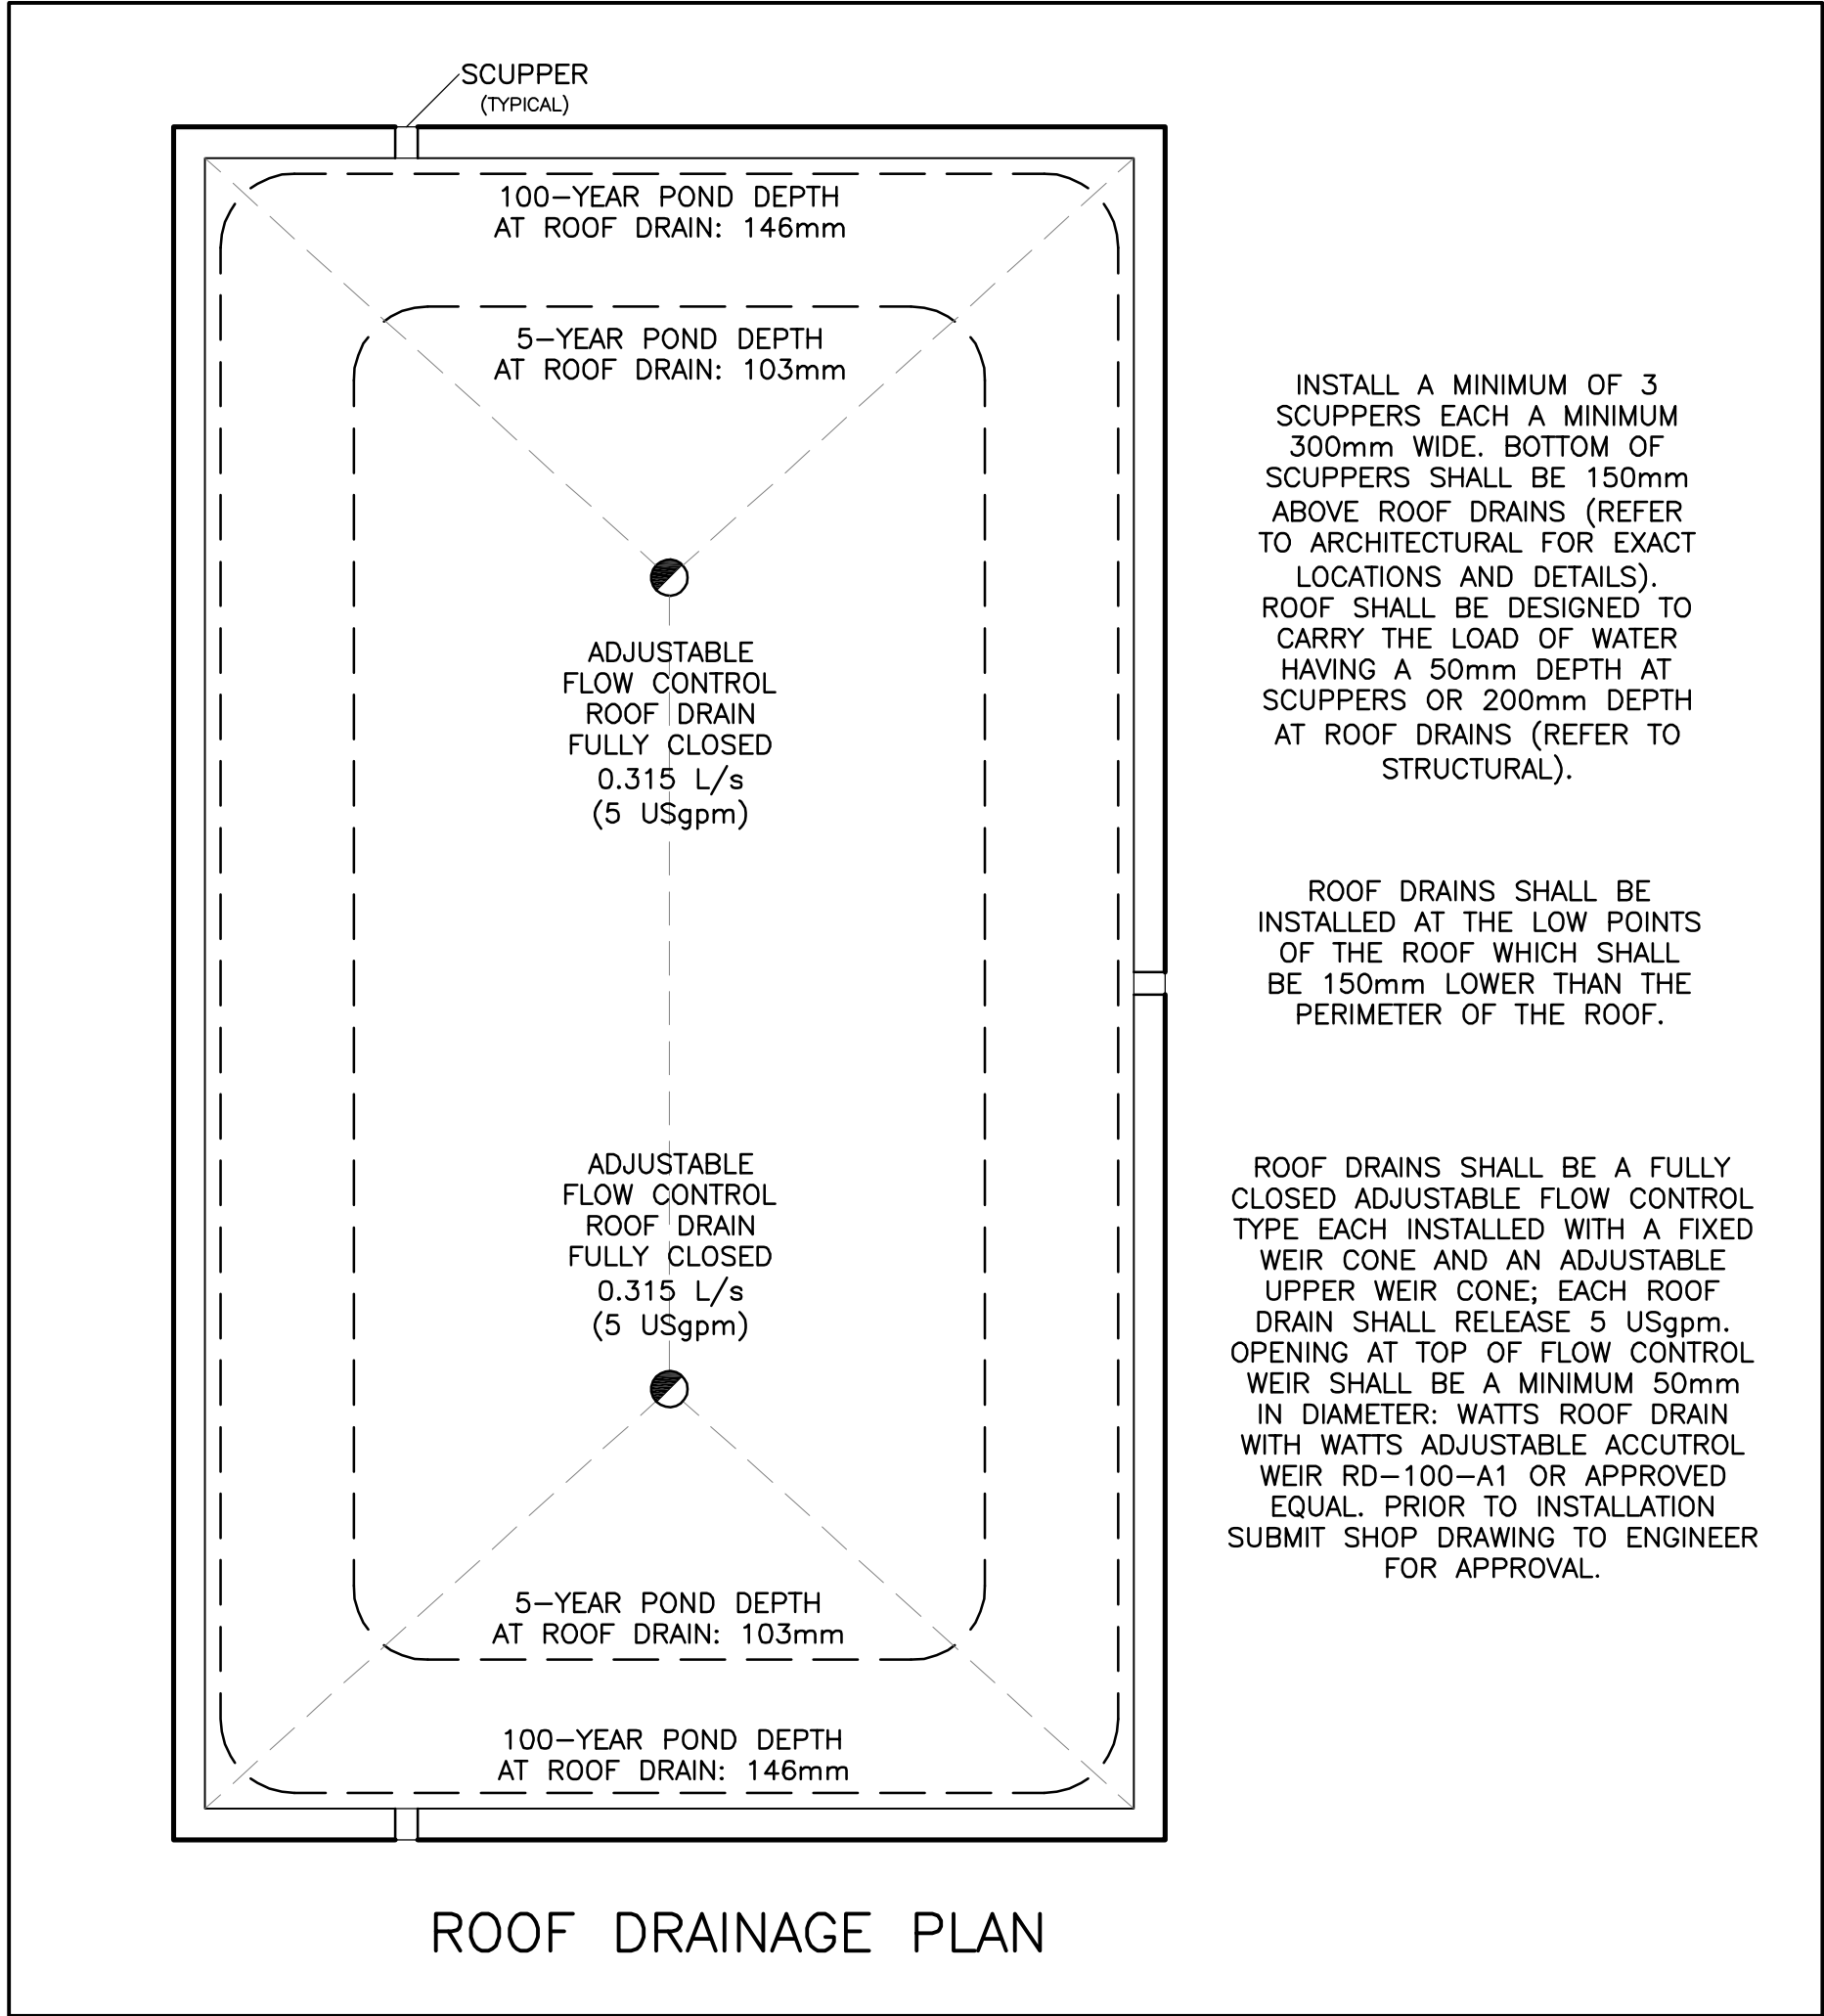 SCUPPER
(TYPICAL)
100-YEAR POND DEPTH
AT ROOF DRAIN: 146mm
5-YEAR POND DEPTH
AT ROOF DRAIN: 103mm
ADJUSTABLE
FLOW CONTROL
ROOF DRAIN
FULLY CLOSED
0.315 L/s
(5 USgpm)
ADJUSTABLE
FLOW CONTROL
ROOF DRAIN
FULLY CLOSED
0.315 L/s
(5 USgpm)
5-YEAR POND DEPTH
AT ROOF DRAIN: 103mm
100-YEAR POND DEPTH
AT ROOF DRAIN: 146mm
INSTALL A MINIMUM OF 3
SCUPPERS EACH A MINIMUM
300mm WIDE. BOTTOM OF
SCUPPERS SHALL BE 150mm
ABOVE ROOF DRAINS (REFER
TO ARCHITECTURAL FOR EXACT
LOCATIONS AND DETAILS).
ROOF SHALL BE DESIGNED TO
CARRY THE LOAD OF WATER
HAVING A 50mm DEPTH AT
SCUPPERS OR 200mm DEPTH
AT ROOF DRAINS (REFER TO
STRUCTURAL).
ROOF DRAINS SHALL BE
INSTALLED AT THE LOW POINTS
OF THE ROOF WHICH SHALL
BE 150mm LOWER THAN THE
PERIMETER OF THE ROOF.
ROOF DRAINS SHALL BE A FULLY
CLOSED ADJUSTABLE FLOW CONTROL
TYPE EACH INSTALLED WITH A FIXED
WEIR CONE AND AN ADJUSTABLE
UPPER WEIR CONE; EACH ROOF
DRAIN SHALL RELEASE 5 USgpm.
OPENING AT TOP OF FLOW CONTROL
WEIR SHALL BE A MINIMUM 50mm
IN DIAMETER: WATTS ROOF DRAIN
WITH WATTS ADJUSTABLE ACCUTROL
WEIR RD-100-A1 OR APPROVED
EQUAL. PRIOR TO INSTALLATION
SUBMIT SHOP DRAWING TO ENGINEER
FOR APPROVAL.
ROOF DRAINAGE PLAN